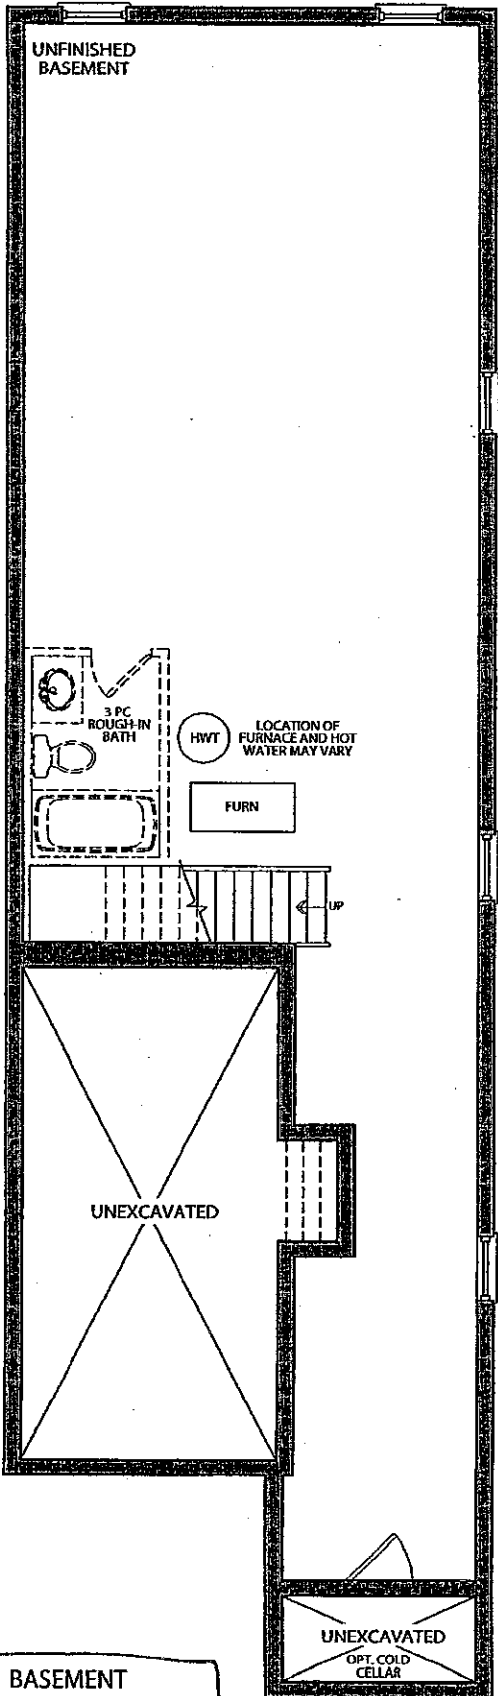 UNFINISHED
BASEMENT
3 PC
ROUGH-IN
BATH
HWT
LOCATION OF
FURNACE AND HOT
WATER MAY VARY
FURN
UP
UNEXCAVATED
UNEXCAVATED
OPT. COLD
CELLAR
BASEMENT